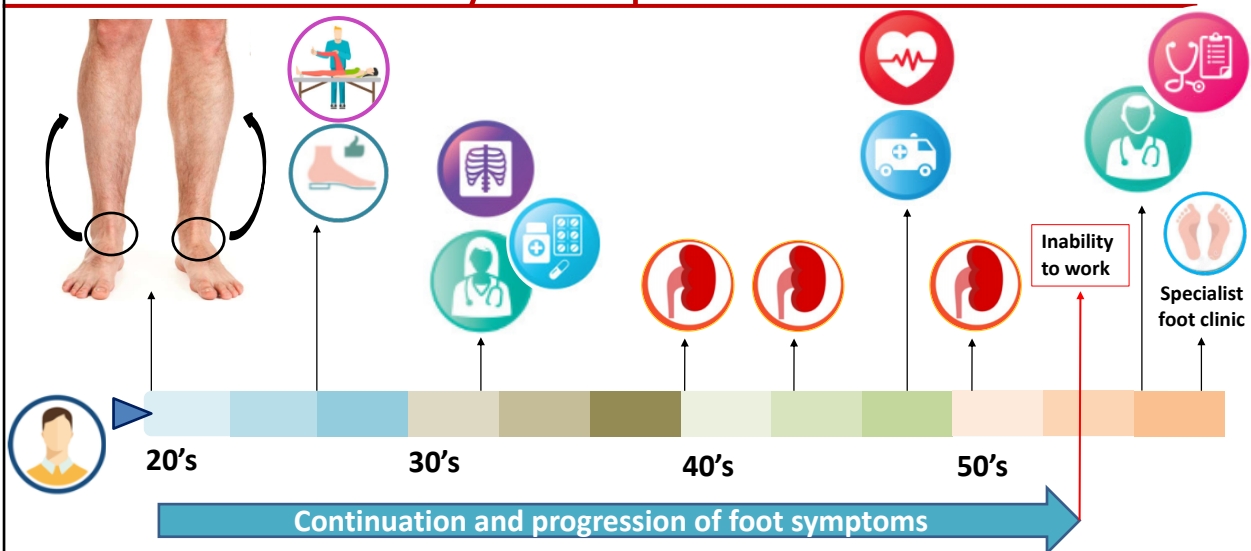 Inability
to work
Specialist
foot clinic
20's
30's
40's
50's
Continuation and progression of foot symptoms